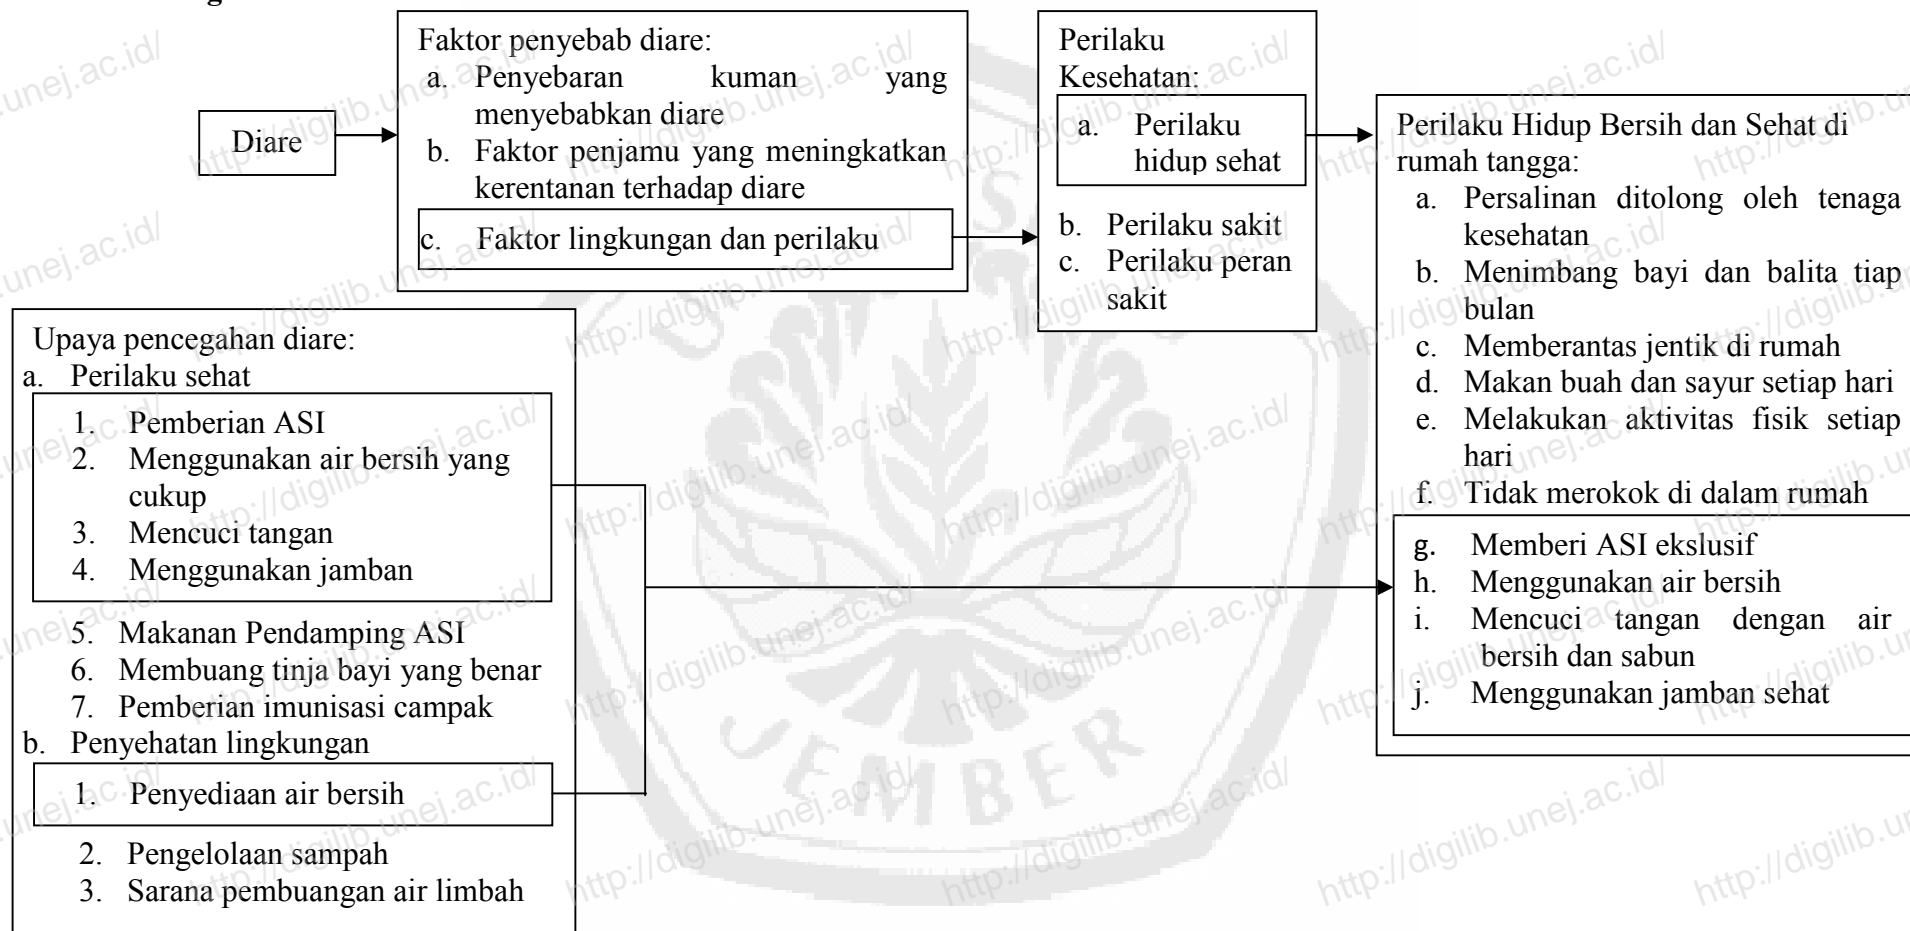 Diare
Faktor penyebab diare:
a. Penyebaran kuman yang
menyebabkan diare
b. Faktor penjamu yang meningkatkan
kerentanan terhadap diare
c. Faktor lingkungan dan perilaku
Perilaku
Kesehatan:
a. Perilaku
hidup sehat
b. Perilaku sakit
c. Perilaku peran
sakit
Perilaku Hidup Bersih dan Sehat di
rumah tangga:
a. Persalinan ditolong oleh tenaga
kesehatan
b. Menimbang bayi dan balita tiap
bulan
c. Memberantas jentik di rumah
d. Makan buah dan sayur setiap hari
e. Melakukan aktivitas fisik setiap
hari
f. Tidak merokok di dalam rumah
g. Memberi ASI ekslusif
h. Menggunakan air bersih
i. Mencuci tangan dengan air
bersih dan sabun
j. Menggunakan jamban sehat
Upaya pencegahan diare:
a. Perilaku sehat
1. Pemberian ASI
2. Menggunakan air bersih yang
cukup
3. Mencuci tangan
4. Menggunakan jamban
5. Makanan Pendamping ASI
6. Membuang tinja bayi yang benar
7. Pemberian imunisasi campak
b. Penyehatan lingkungan
1. Penyediaan air bersih
2. Pengelolaan sampah
3. Sarana pembuangan air limbah
JEMBER
http://digilib.unej.ac.id/